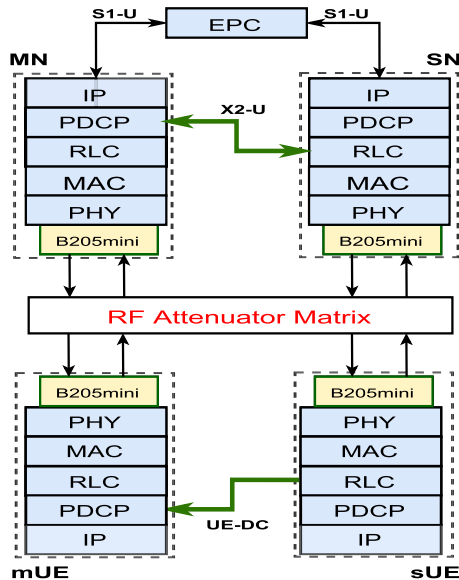 S1-U EPC S1-U
MN SN
IP IP
PDCP X2-U PDCP
RLC RLC
MAC MAC
PHY PHY
B205mini B205mini
RF Attenuator Matrix
B205mini B205mini
PHY PHY
MAC MAC
RLC RLC
PDCP UE-DC PDCP
IP IP
mUE sUE